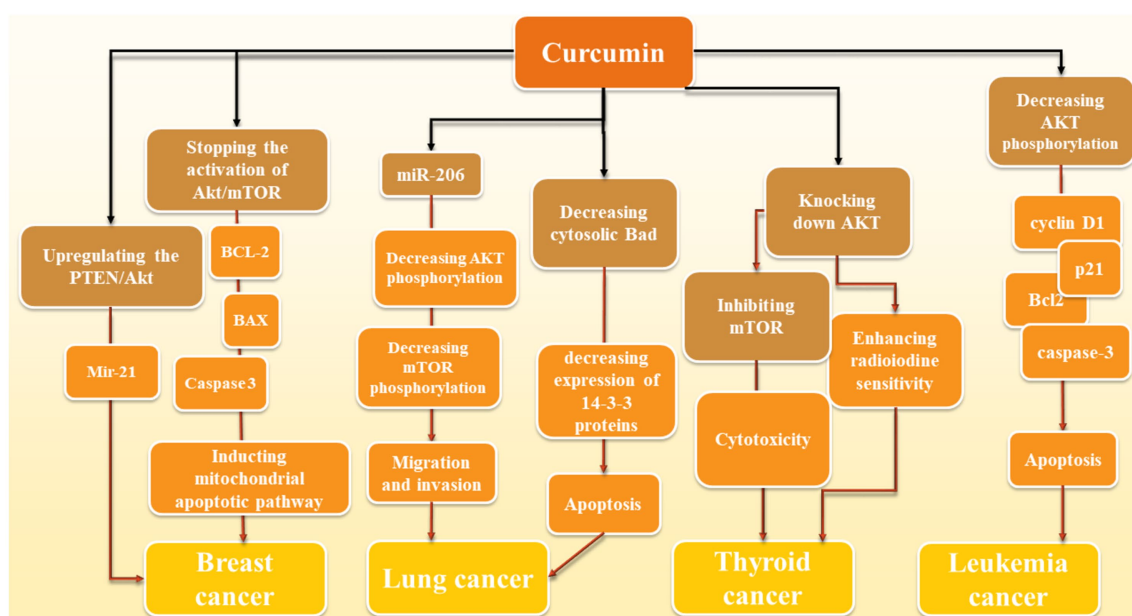 Curcumin
Upregulating the
PTEN/Akt
Mir-21
Stopping the
activation of
Akt/mTOR
BCL-2
BAX
Caspase3
Inducting
mitochondrial
apoptotic pathway
Breast
cancer
miR-206
Decreasing AKT
phosphorylation
Decreasing
mTOR
phosphorylation
Migration
and invasion
Decreasing
cytosolic Bad
decreasing
expression of
14-3-3
proteins
Apoptosis
Lung cancer
Knocking
down AKT
Inhibiting
mTOR
Cytotoxicity
Enhancing
radioiodine
sensitivity
Thyroid
cancer
Decreasing
AKT
phosphorylation
cyclin D1
p21
Bcl2
caspase-3
Apoptosis
Leukemia
cancer